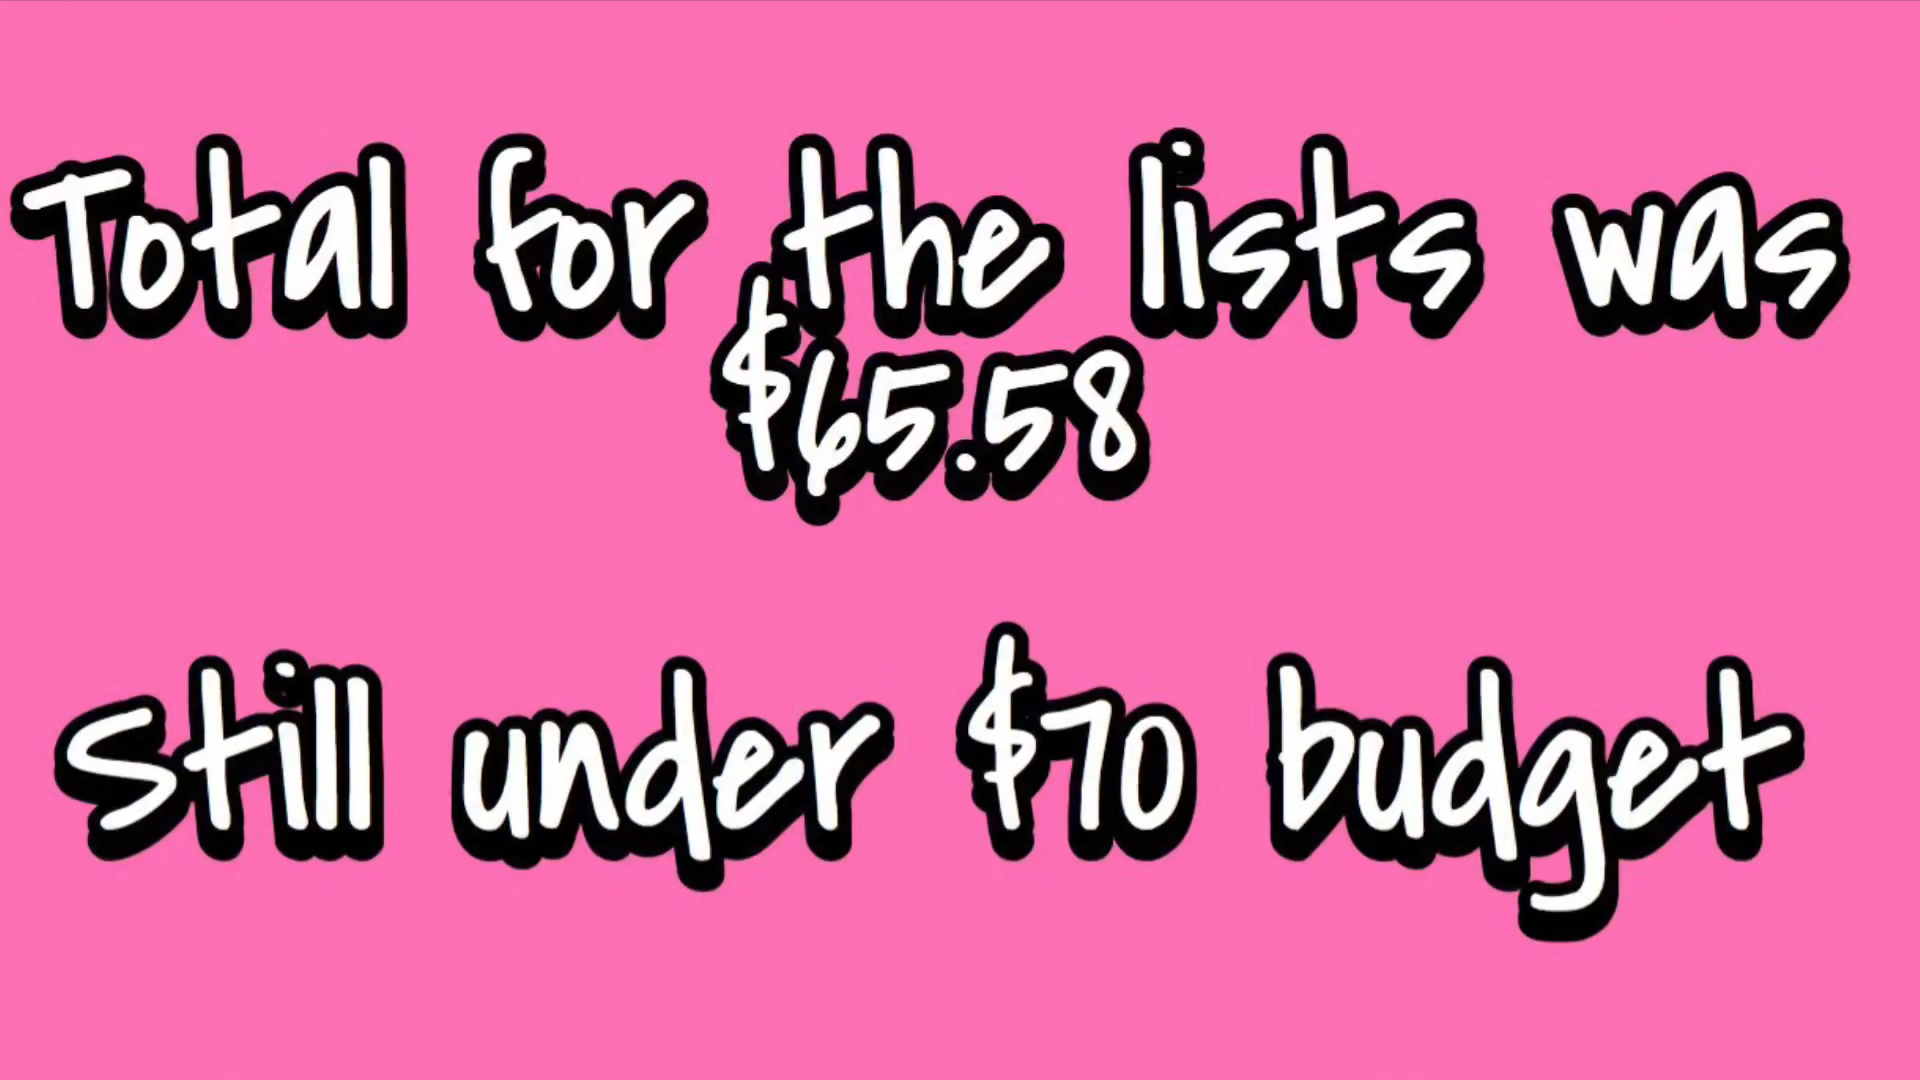 Total for the lists was
$65.58
Still under $70 budget